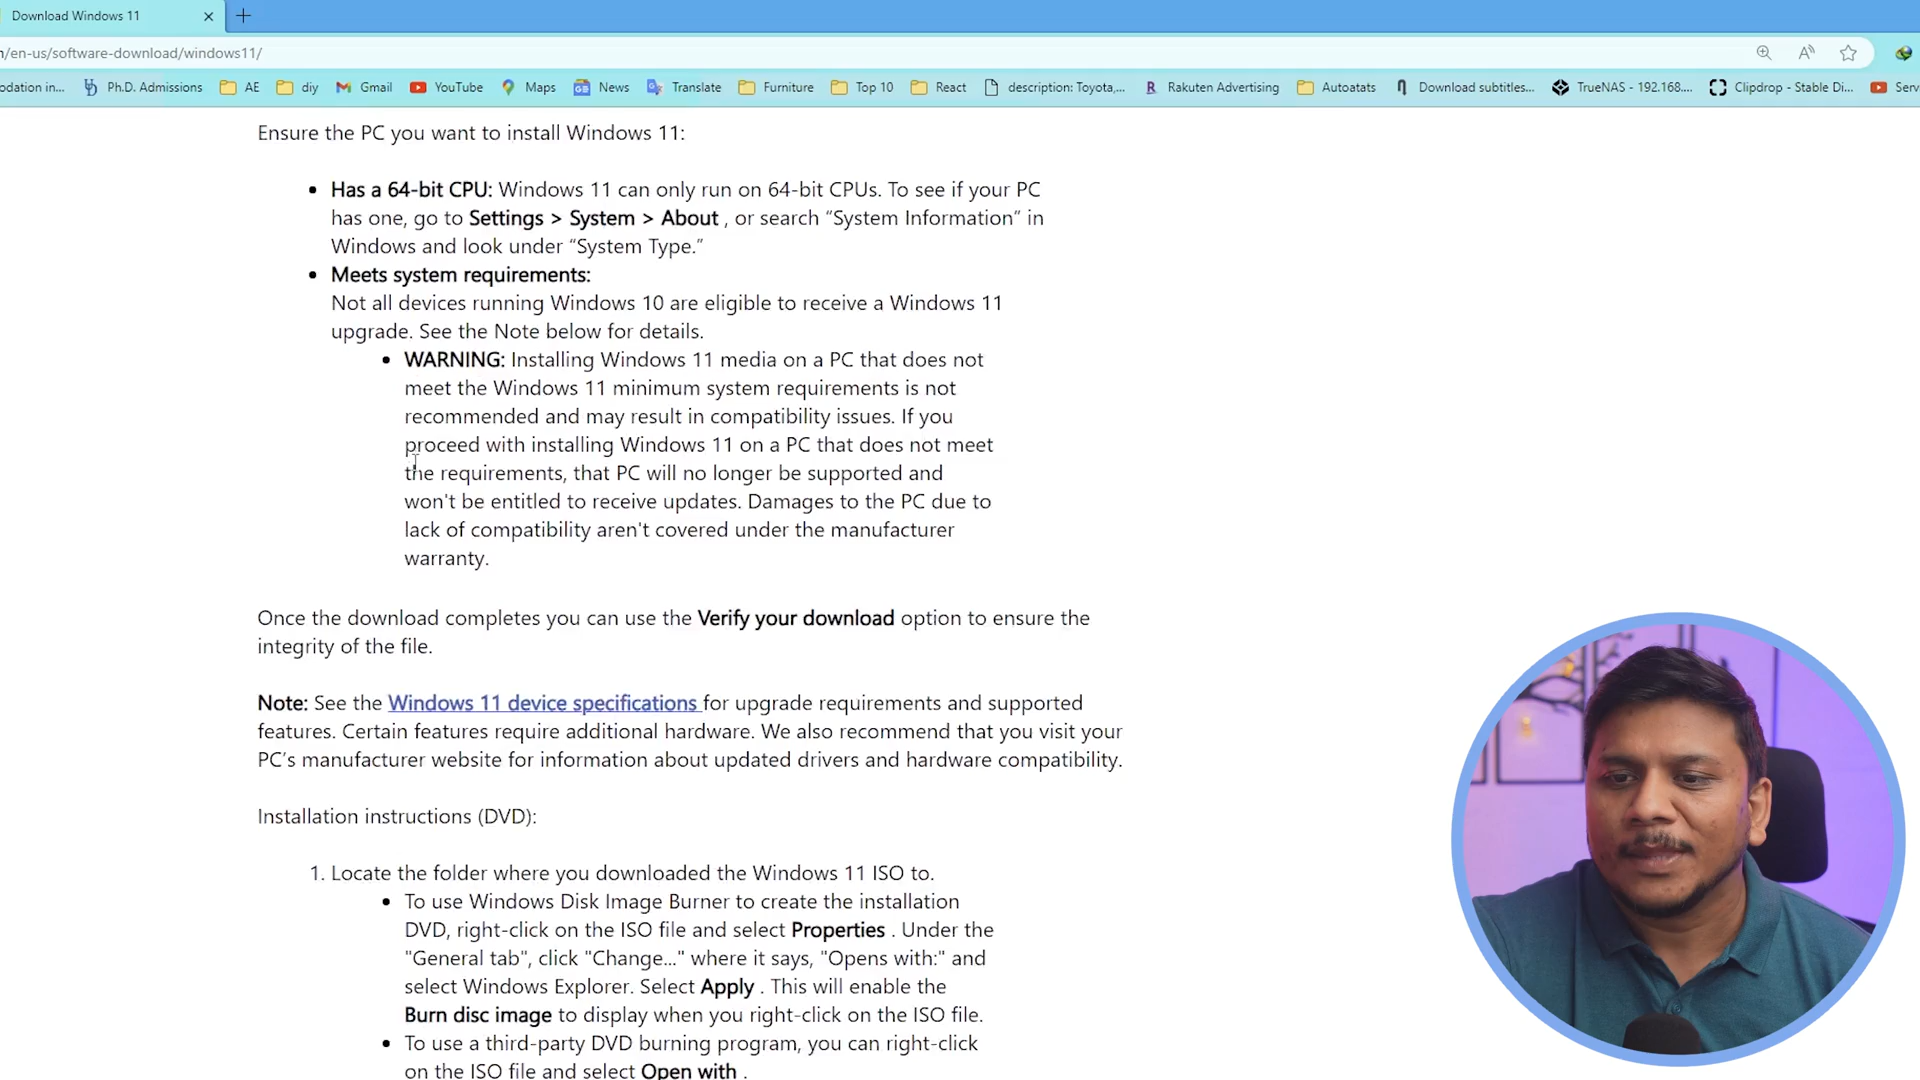 Download Windows 11
/en-us/software-download/windows11/
odation in...
Ph.D. Admissions
AE
diy
Gmail
YouTube
Maps
News
Translate
Furniture
Top 10
React
description: Toyota,...
Rakuten Advertising
Autoatats
Download subtitles...
TrueNAS - 192.168....
Clipdrop - Stable Di...
Serv
Ensure the PC you want to install Windows 11:
• Has a 64-bit CPU: Windows 11 can only run on 64-bit CPUs. To see if your PC
has one, go to Settings > System > About , or search “System Information” in
Windows and look under “System Type.”
• Meets system requirements:
Not all devices running Windows 10 are eligible to receive a Windows 11
upgrade. See the Note below for details.
• WARNING: Installing Windows 11 media on a PC that does not
meet the Windows 11 minimum system requirements is not
recommended and may result in compatibility issues. If you
proceed with installing Windows 11 on a PC that does not meet
the requirements, that PC will no longer be supported and
won't be entitled to receive updates. Damages to the PC due to
lack of compatibility aren't covered under the manufacturer
warranty.
Once the download completes you can use the Verify your download option to ensure the
integrity of the file.
Note: See the Windows 11 device specifications for upgrade requirements and supported
features. Certain features require additional hardware. We also recommend that you visit your
PC’s manufacturer website for information about updated drivers and hardware compatibility.
Installation instructions (DVD):
1. Locate the folder where you downloaded the Windows 11 ISO to.
• To use Windows Disk Image Burner to create the installation
DVD, right-click on the ISO file and select Properties . Under the
"General tab", click "Change…" where it says, "Opens with:" and
select Windows Explorer. Select Apply . This will enable the
Burn disc image to display when you right-click on the ISO file.
• To use a third-party DVD burning program, you can right-click
on the ISO file and select Open with .